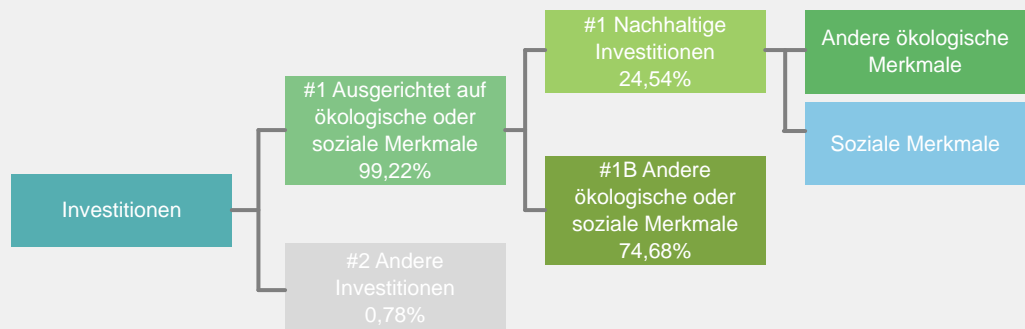 Investitionen
#1 Ausgerichtet auf
ökologische oder
soziale Merkmale
99,22%
#2 Andere
Investitionen
0,78%
#1 Nachhaltige
Investitionen
24,54%
#1B Andere
ökologische oder
soziale Merkmale
74,68%
Andere ökologische
Merkmale
Soziale Merkmale